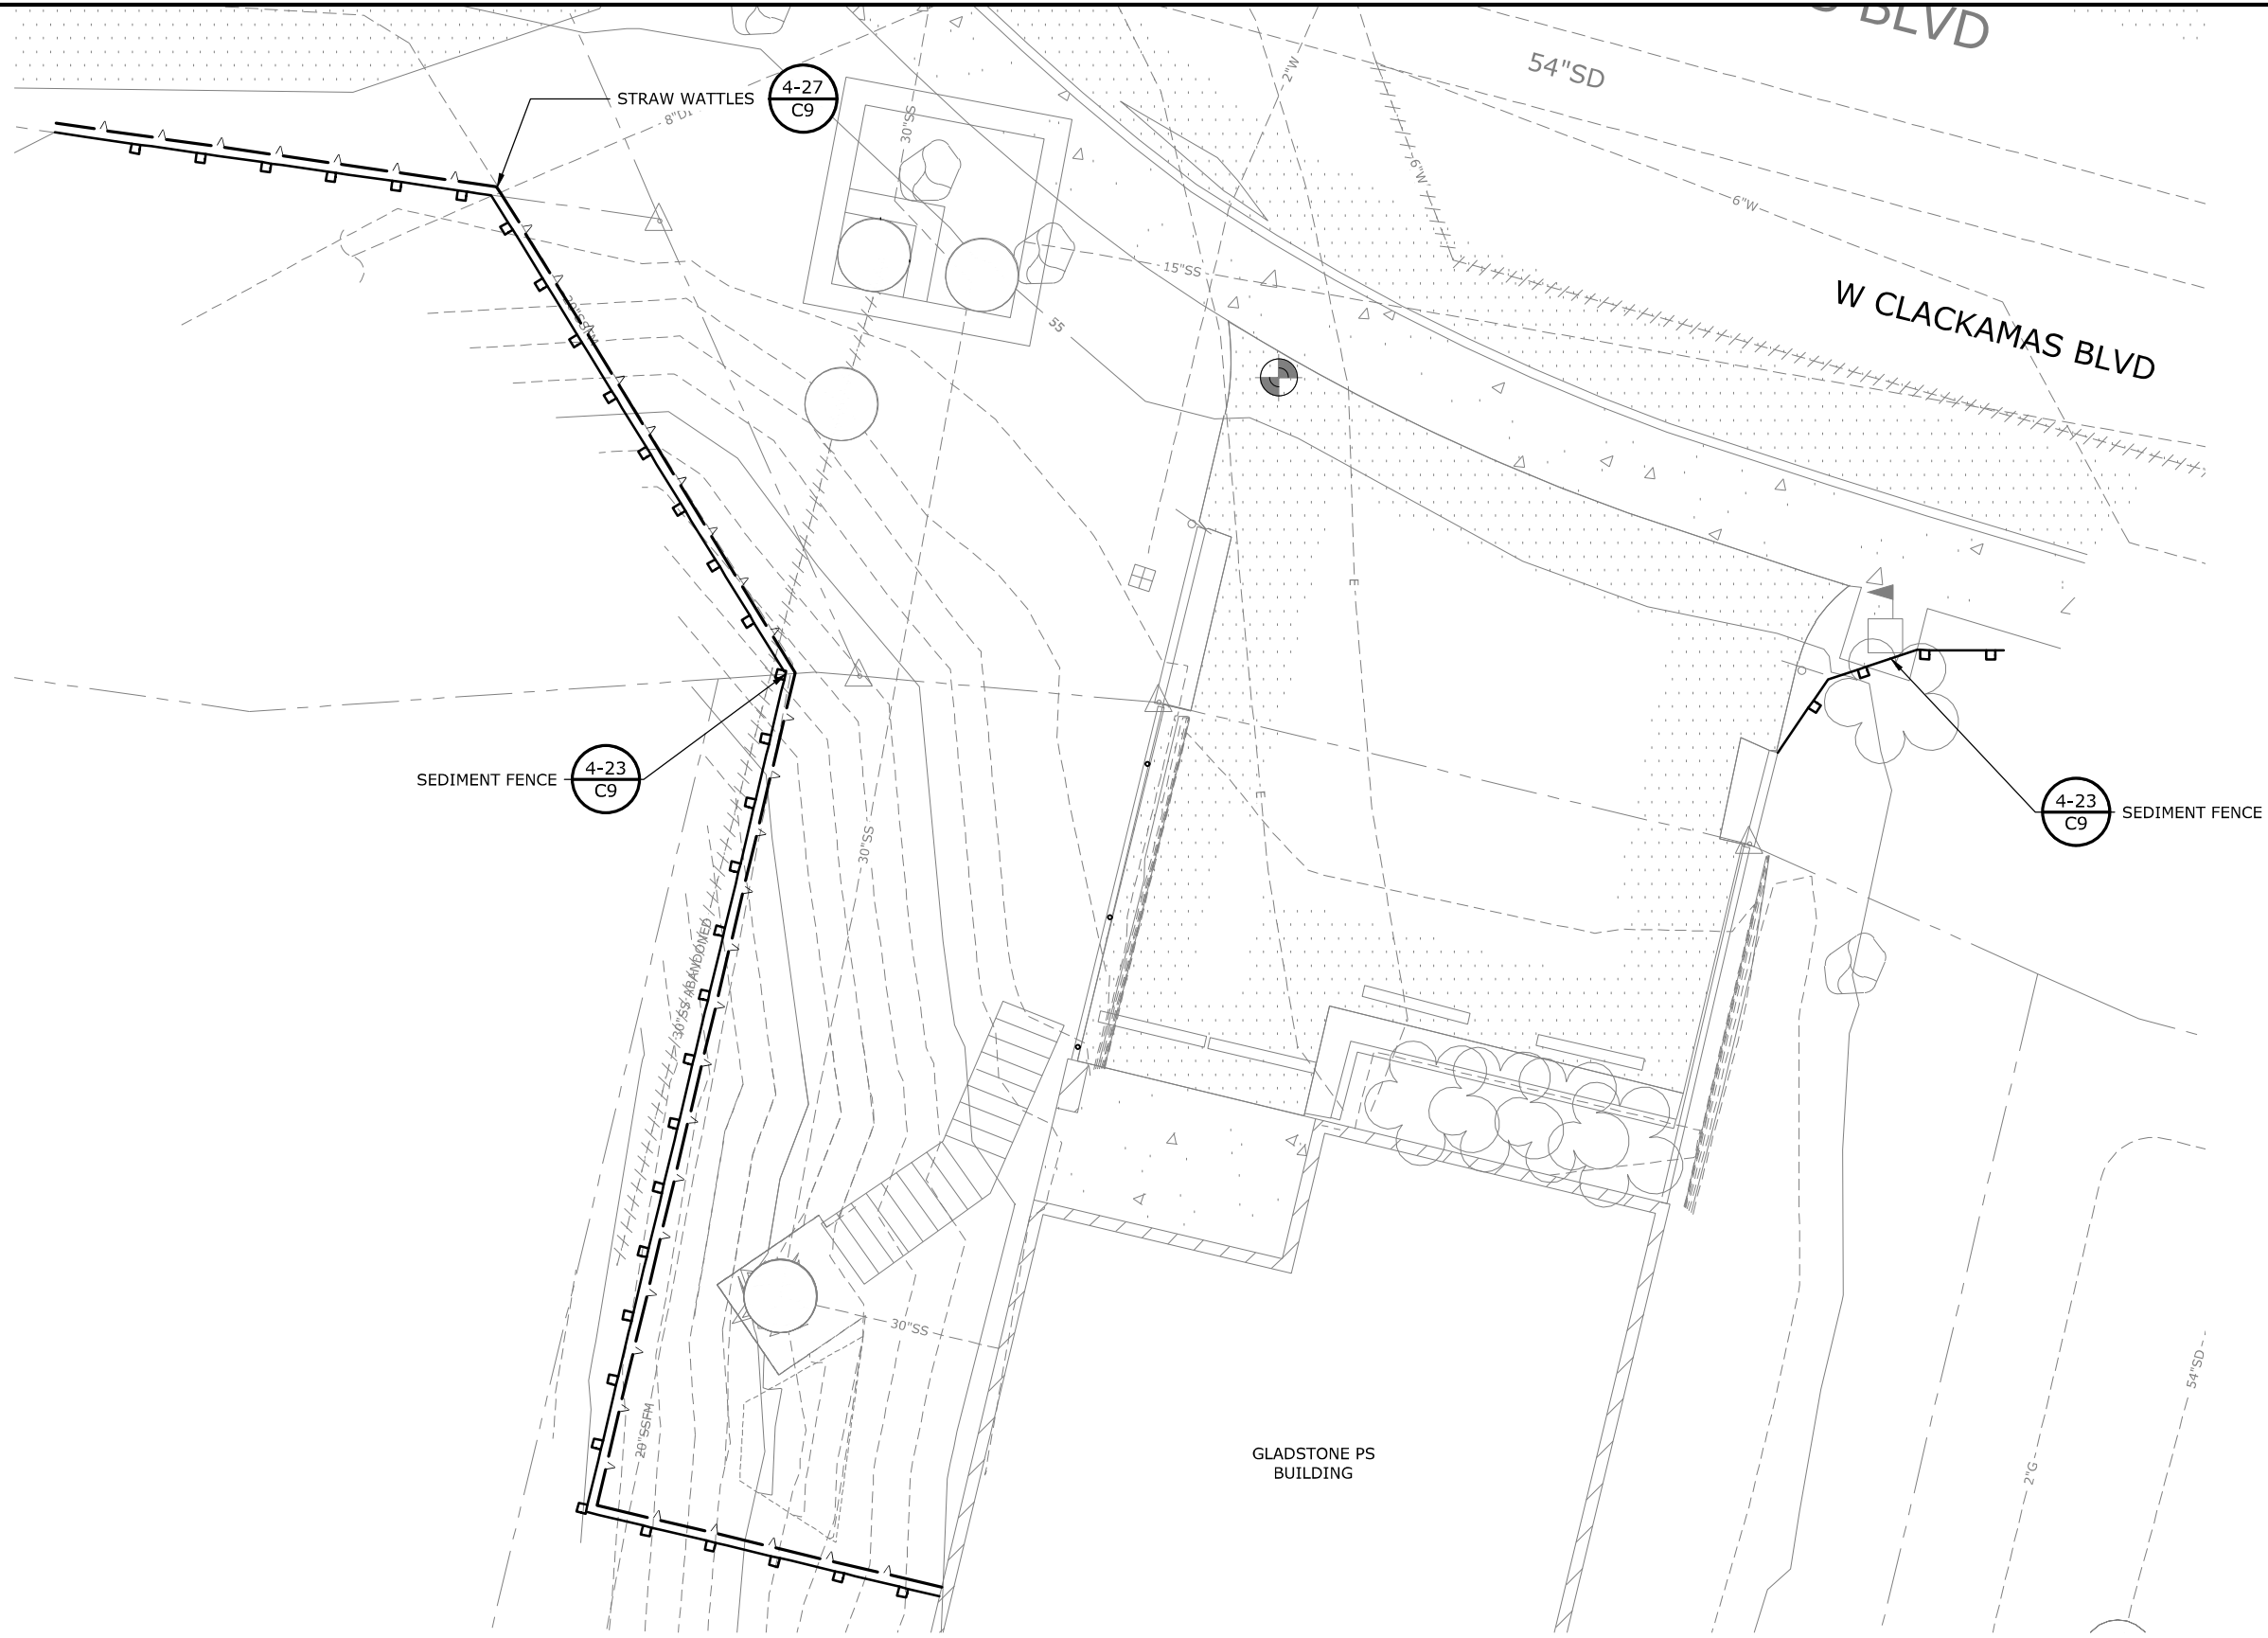 BLVD
54"SD
2"W
STRAW WATTLES
4-27
C9
30"SS
6"W
6"W
15"SS
W CLACKAMAS BLVD
55
E
SEDIMENT FENCE
4-23
C9
E
4-23
C9
SEDIMENT FENCE
30"SS
30"SS ABANDONED
30"SS
54"SD
20"SSFM
GLADSTONE PS
BUILDING
2"G